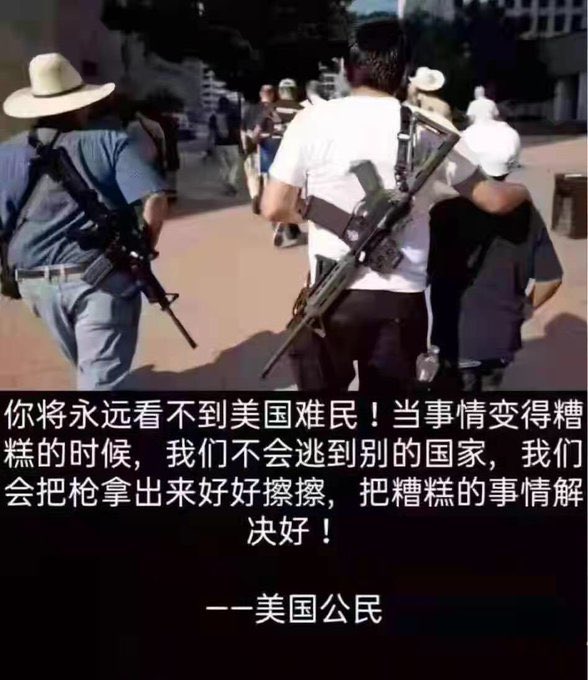 你将永远看不到美国难民！当事情变得糟
糕的时候，我们不会逃到别的国家，我们
会把枪拿出来好好擦擦，把糟糕的事情解
决好！
——美国公民